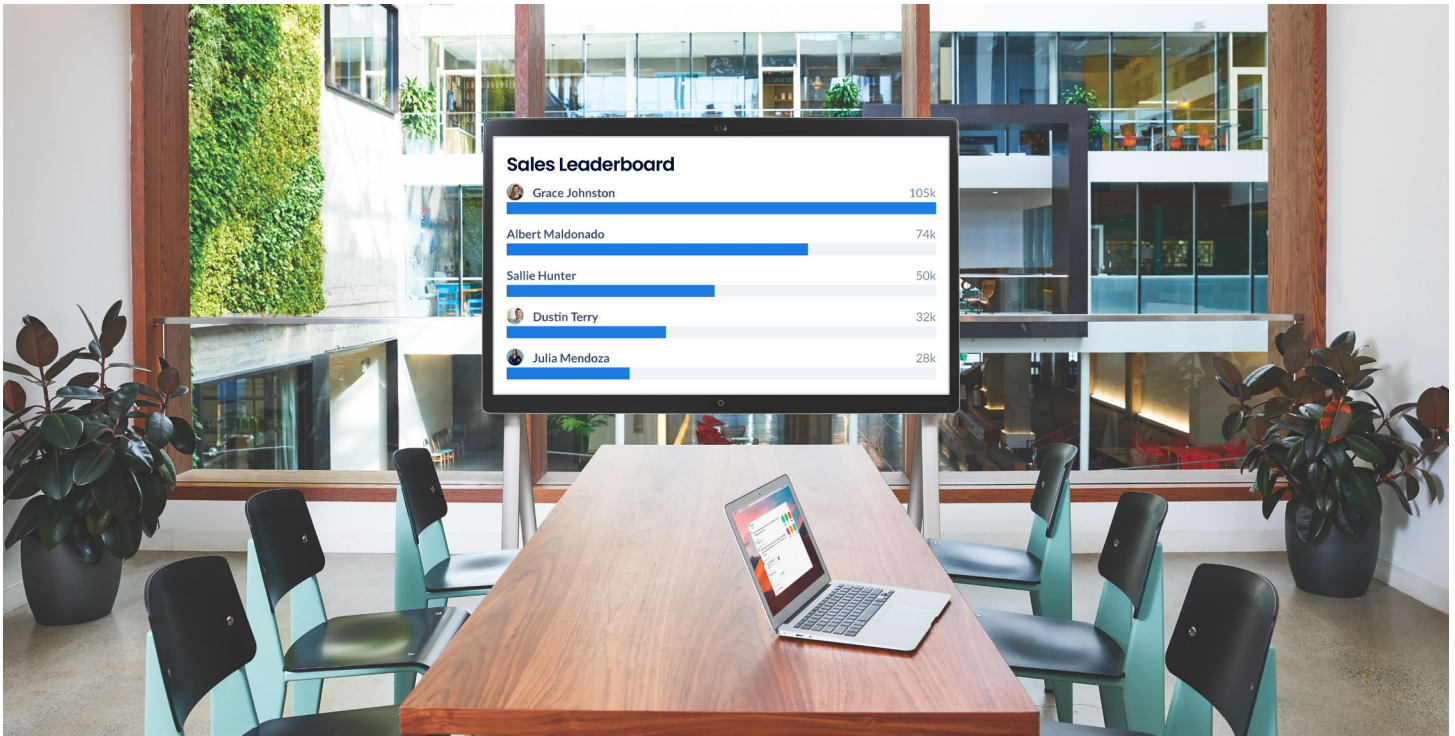 Sales Leaderboard
Grace Johnston 105k
Albert Maldonado 74k
Sallie Hunter 50k
Dustin Terry 32k
Julia Mendoza 28k